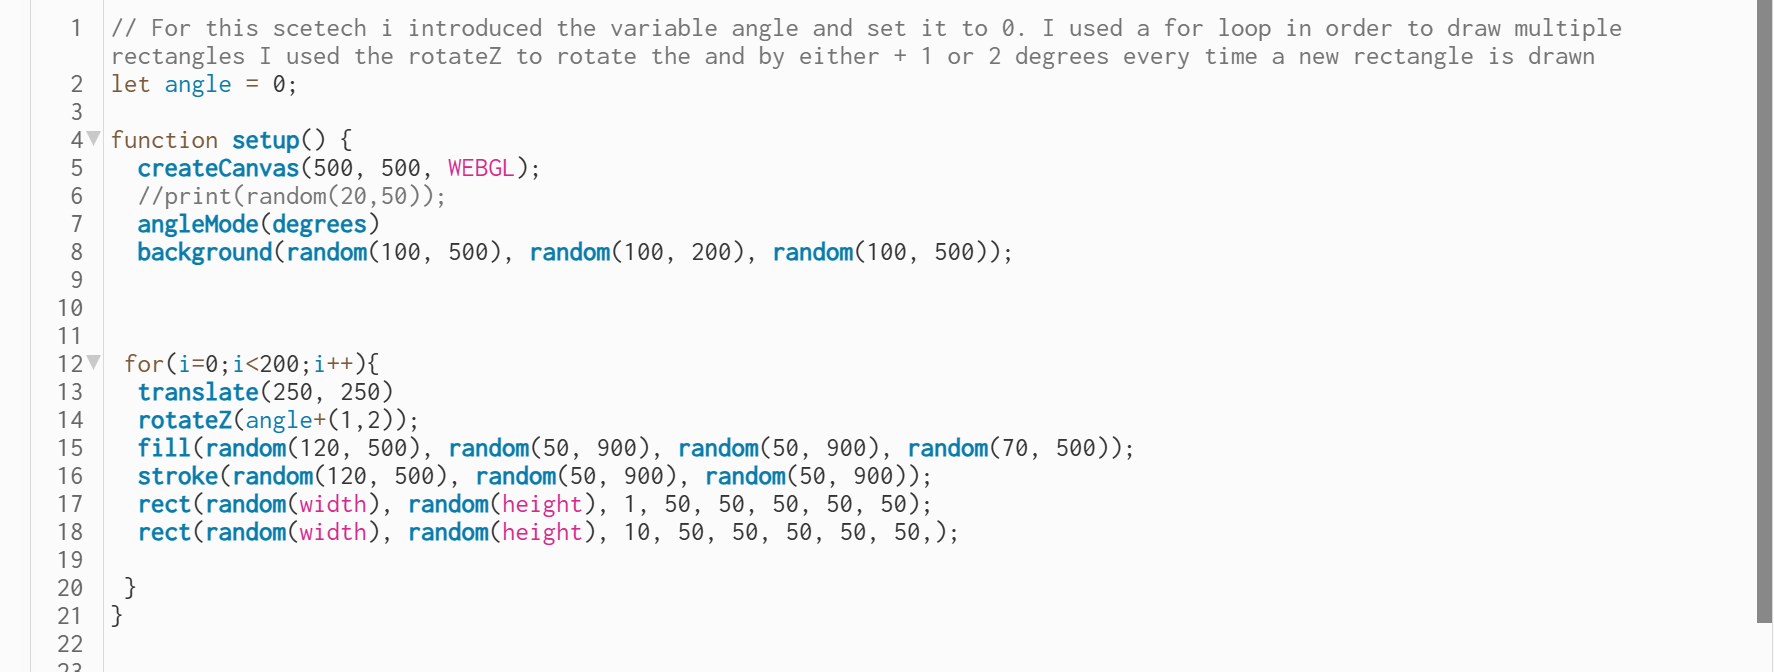 1 // For this scetech i introduced the variable angle and set it to 0. I used a for loop in order to draw multiple
rectangles I used the rotateZ to rotate the and by either + 1 or 2 degrees every time a new rectangle is drawn
2 let angle = 0;
3
4 function setup() {
5 createCanvas(500, 500, WEBGL);
6 //print(random(20,50));
7 angleMode(degrees)
8 background(random(100, 500), random(100, 200), random(100, 500));
9
10
11
12 for(i=0;i<200;i++){
13 translate(250, 250)
14 rotateZ(angle+(1,2));
15 fill(random(120, 500), random(50, 900), random(50, 900), random(70, 500));
16 stroke(random(120, 500), random(50, 900), random(50, 900));
17 rect(random(width), random(height), 1, 50, 50, 50, 50, 50);
18 rect(random(width), random(height), 10, 50, 50, 50, 50, 50,);
19
20 }
21 }
22
23